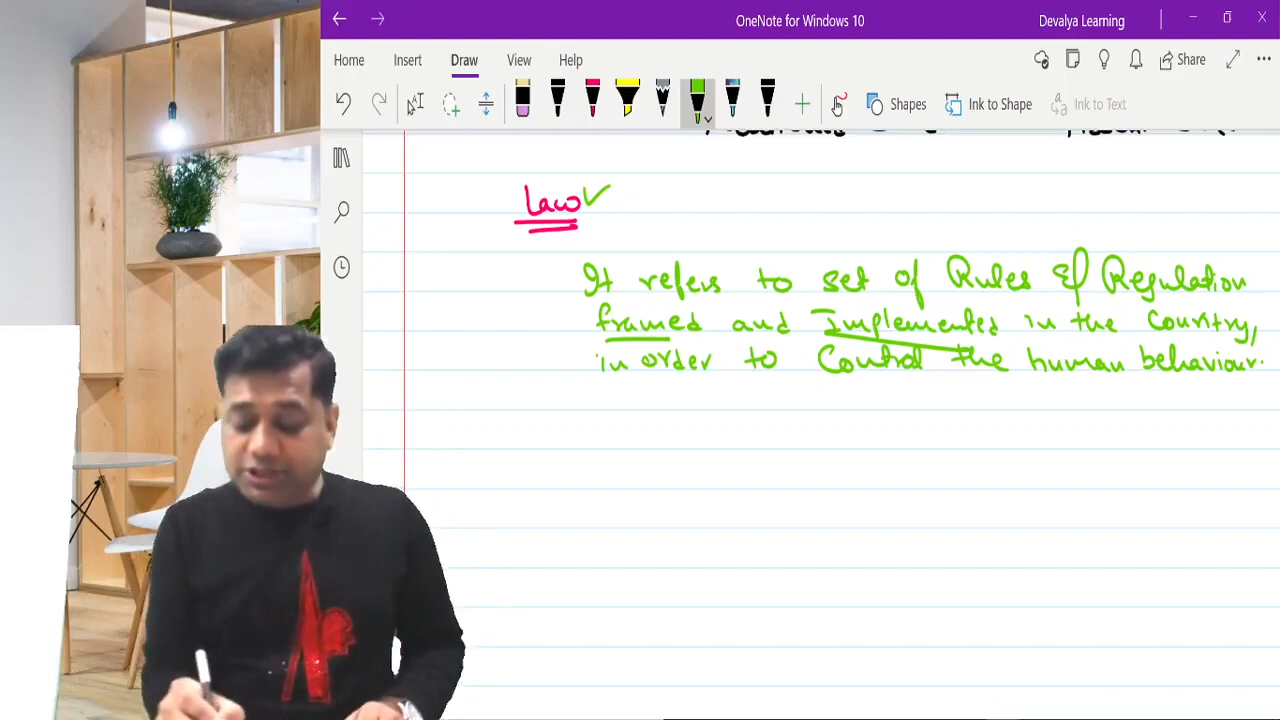 OneNote for Windows 10
Devalya Learning
Home Insert Draw View Help
Share
Shapes
Ink to Shape
Ink to Text
Law
It refers to set of Rules & Regulation
framed and Implemented in the Country,
in order to Control the human behaviour.